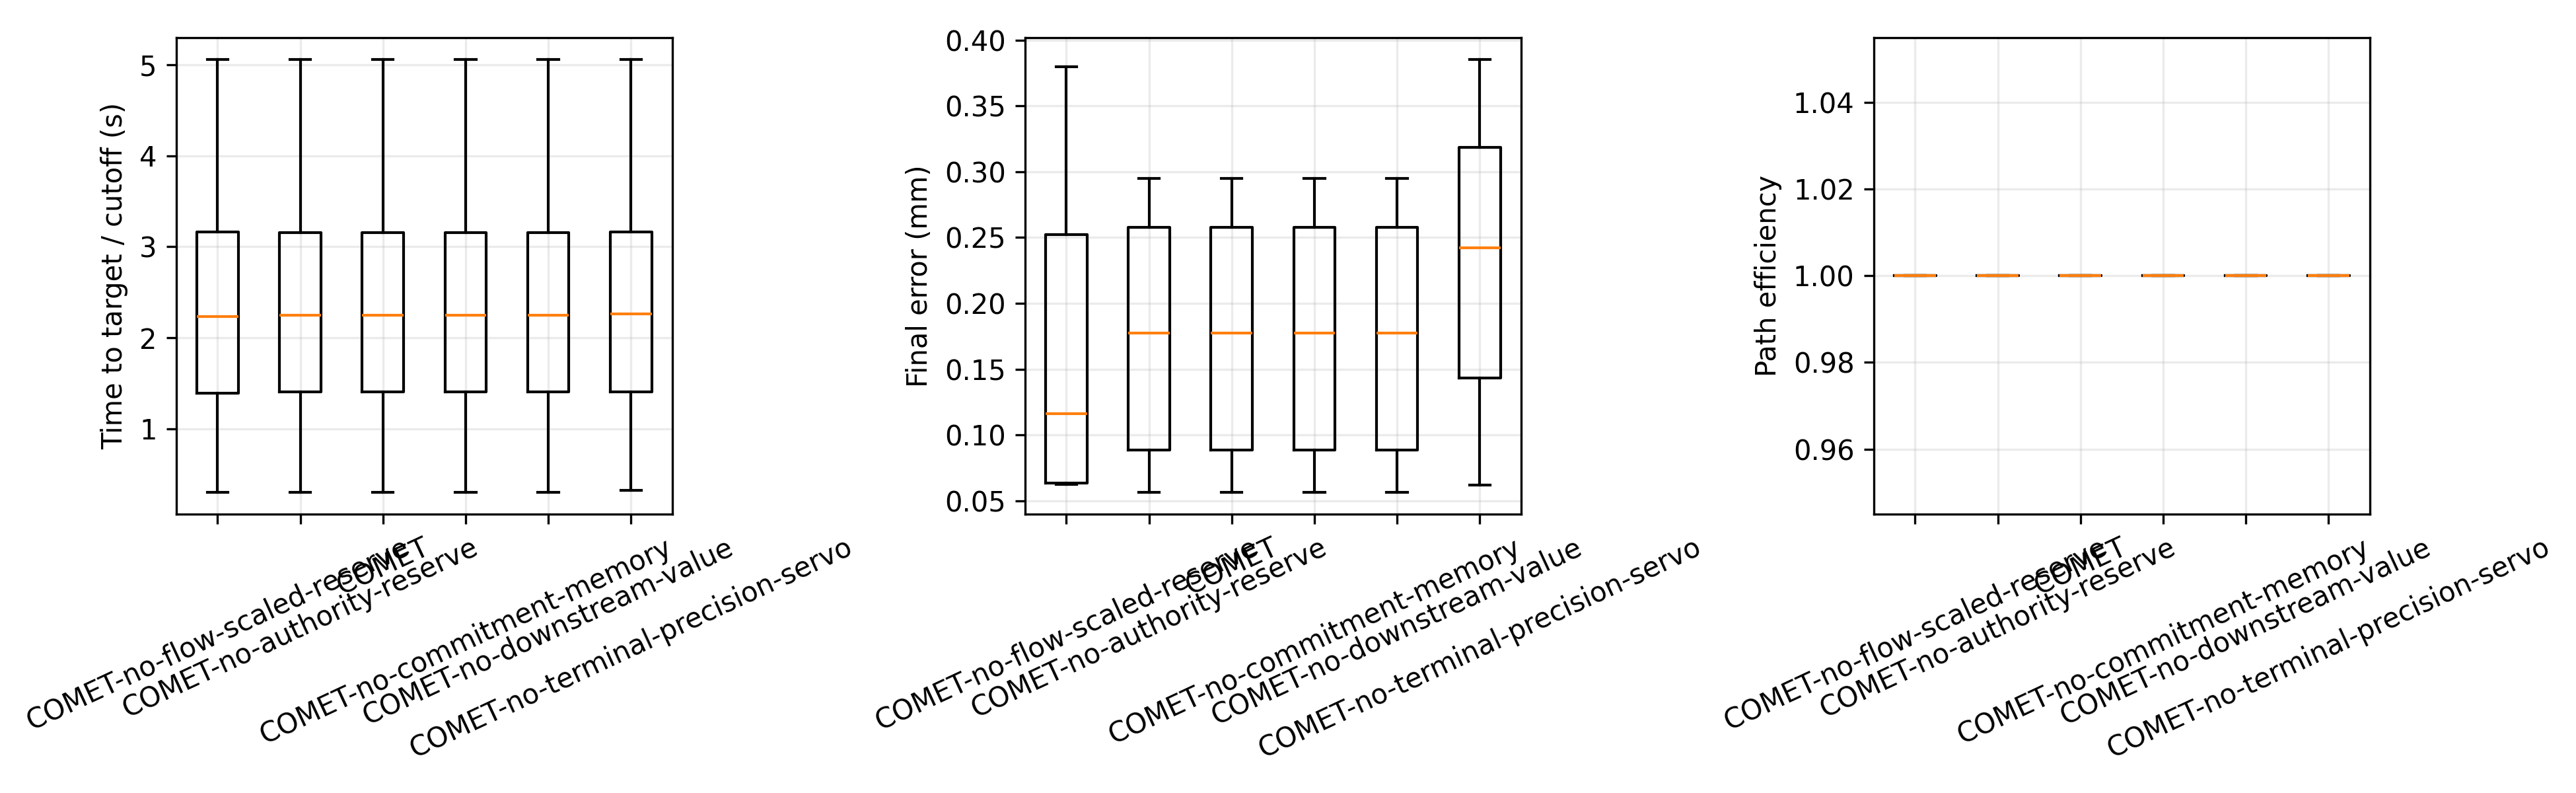 Time to target / cutoff (s)
5
4
3
2
1
COMET-no-flow-scaled-reserve
COMET-no-authority-reserve
COMET
COMET-no-commitment-memory
COMET-no-downstream-value
COMET-no-terminal-precision-servo
Final error (mm)
0.40
0.35
0.30
0.25
0.20
0.15
0.10
0.05
COMET-no-flow-scaled-reserve
COMET-no-authority-reserve
COMET
COMET-no-commitment-memory
COMET-no-downstream-value
COMET-no-terminal-precision-servo
Path efficiency
1.04
1.02
1.00
0.98
0.96
COMET-no-flow-scaled-reserve
COMET-no-authority-reserve
COMET
COMET-no-commitment-memory
COMET-no-downstream-value
COMET-no-terminal-precision-servo